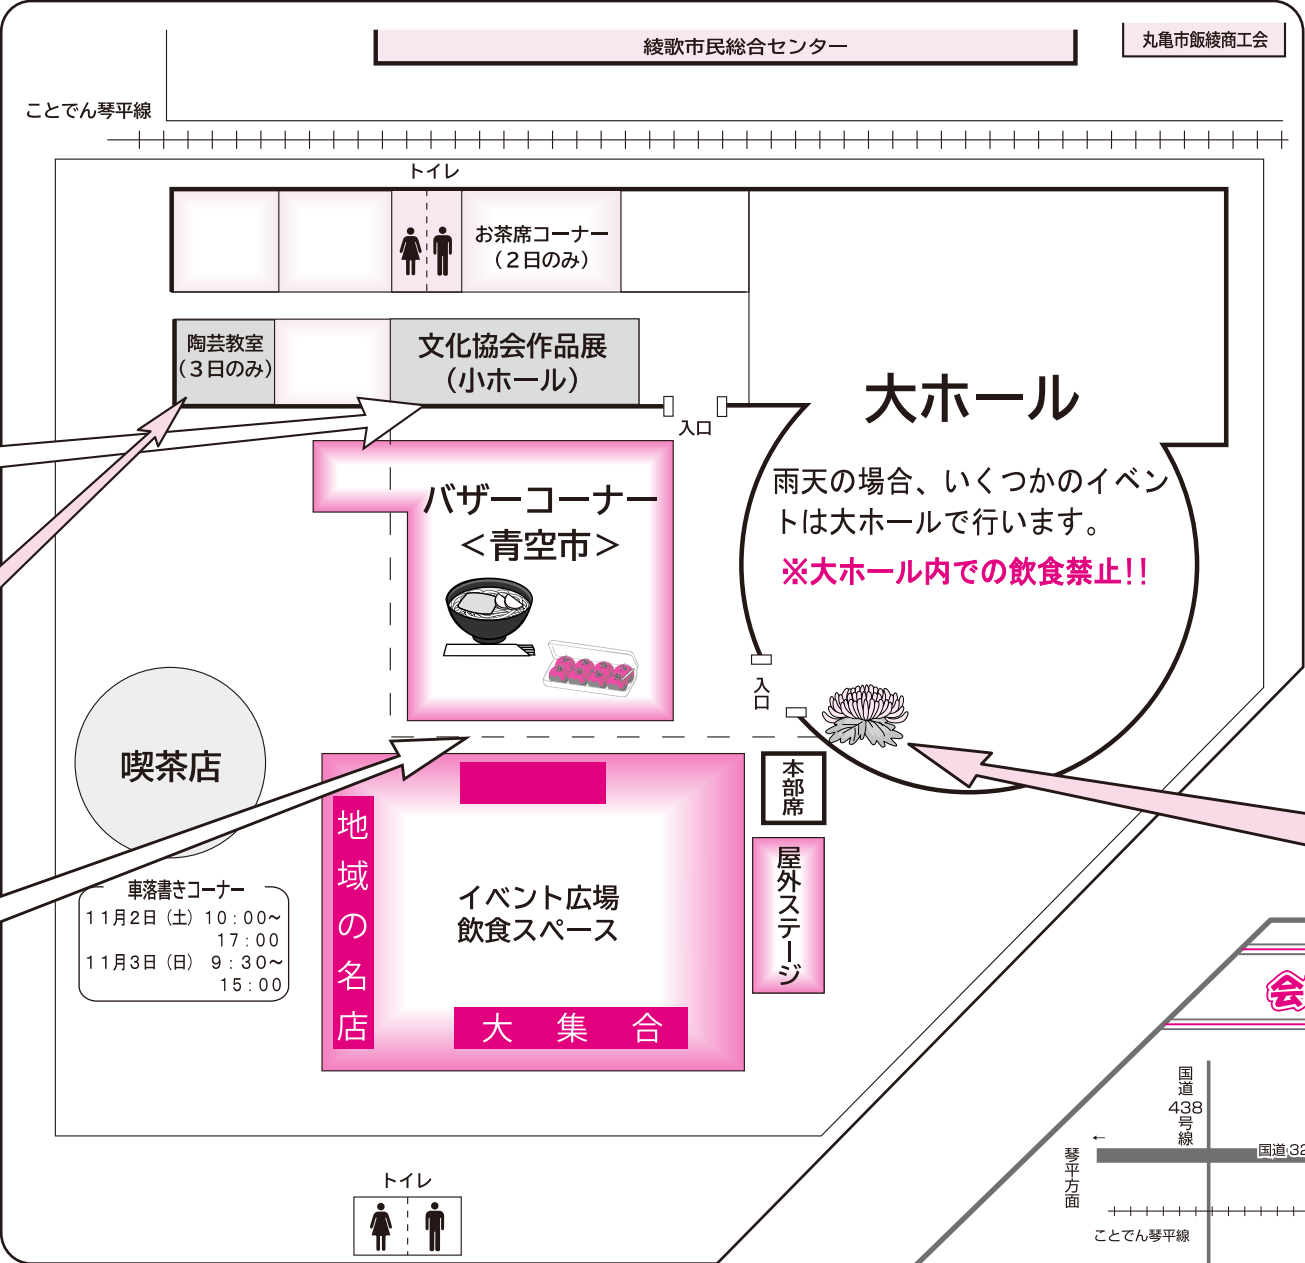 綾歌市民総合センター
丸亀市飯綾商工会
ことでん琴平線
トイレ
お茶席コーナー
（２日のみ）
陶芸教室
（３日のみ）
文化協会作品展
（小ホール）
入口
大ホール
雨天の場合、いくつかのイベン
トは大ホールで行います。
※大ホール内での飲食禁止!!
バザーコーナー
＜青空市＞
入口
喫茶店
本部席
地域の名店
イベント広場
飲食スペース
大集合
屋外ステージ
車落書きコーナー
11月2日（土）10：00～
17：00
11月3日（日）9：30～
15：00
会
国道438号線
国道 32
琴平方面
←
ことでん琴平線
トイレ